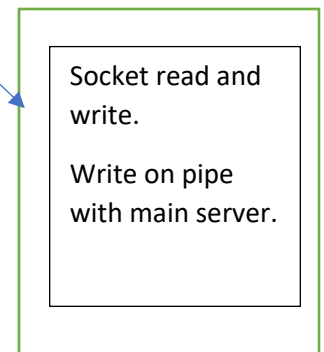 Socket read and
write.
Write on pipe
with main server.